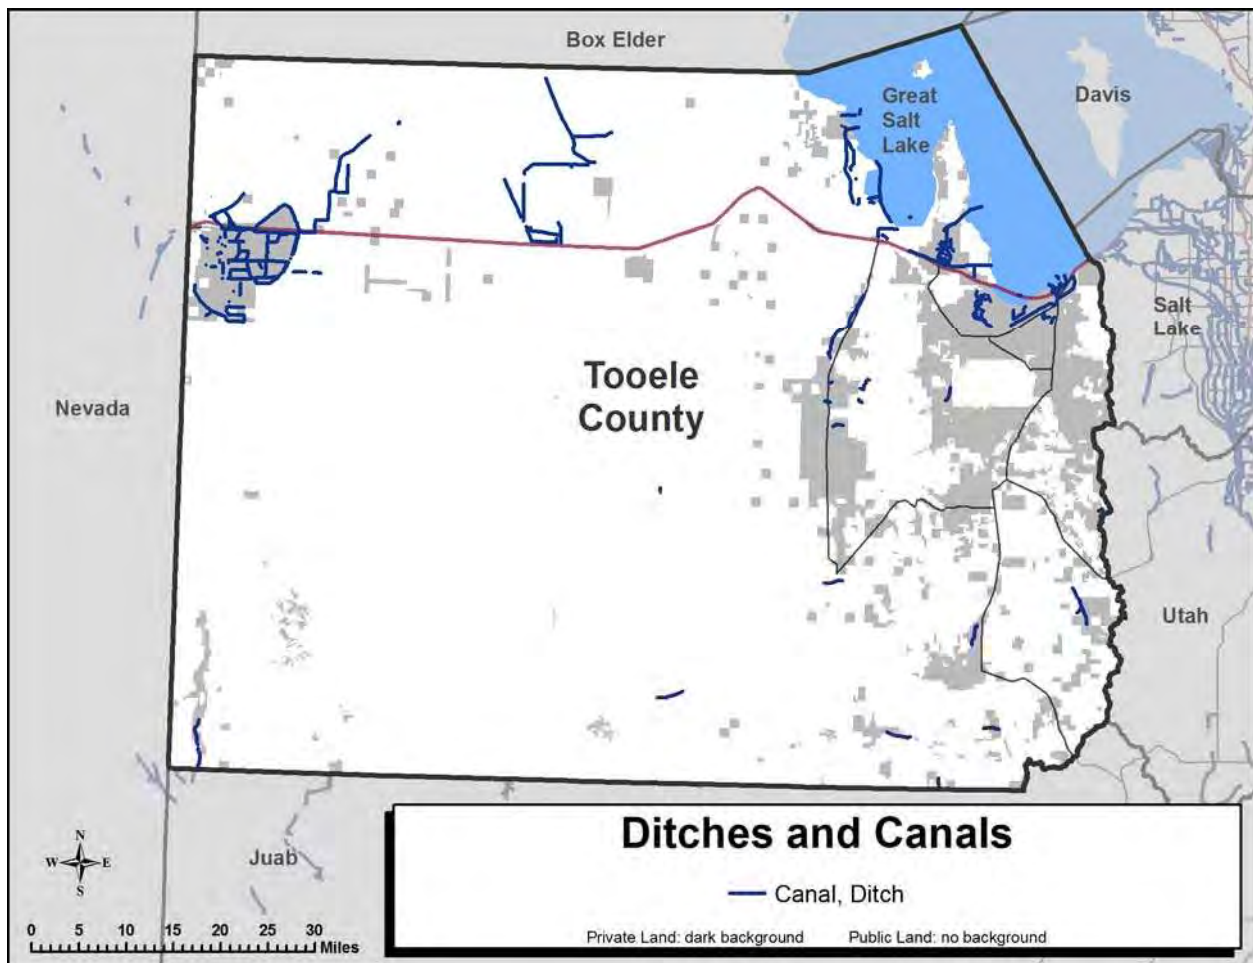 Box Elder
Great
Salt
Lake
Davis
Salt
Lake
Tooele
County
Nevada
Utah
Ditches and Canals
Canal, Ditch
Private Land: dark background Public Land: no background
Juab
N
W E
S
0 5 10 15 20 25 30
Miles